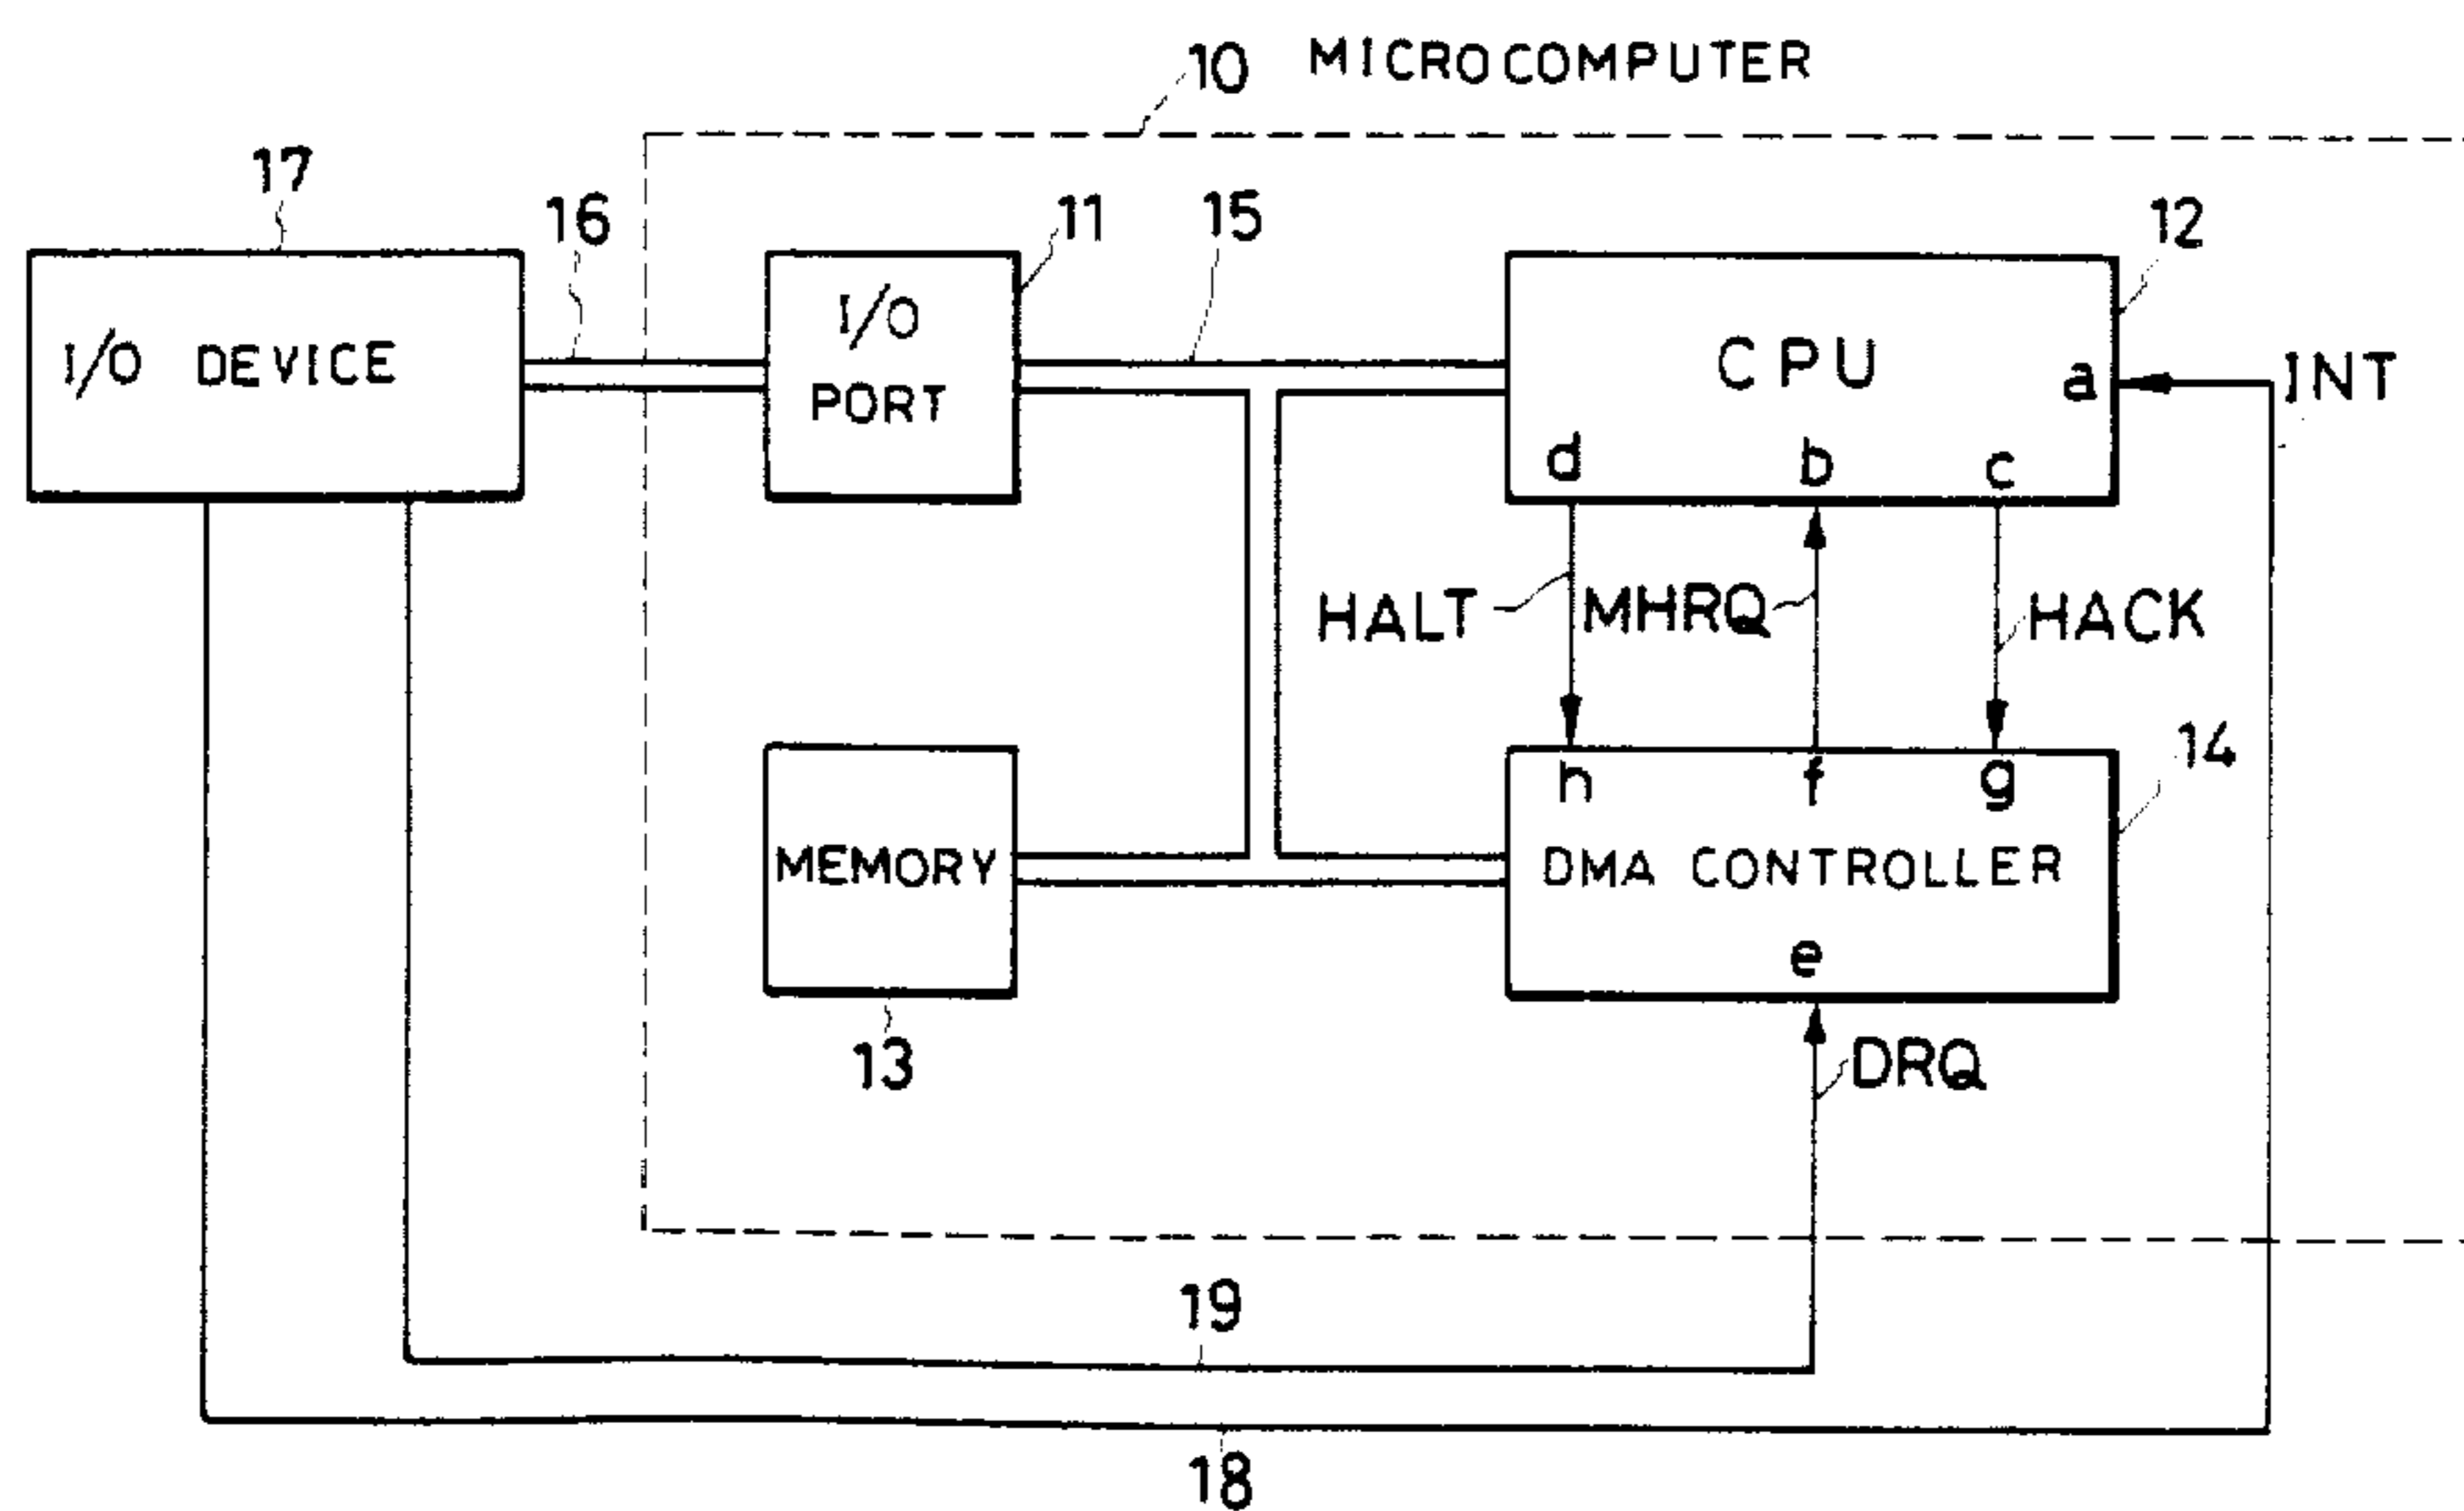 10 MICROCOMPUTER
17
16
11
15
12
I/O DEVICE
I/O
PORT
CPU
a
INT
d b c
HALT
MHRQ
HACK
14
h f g
MEMORY
DMA CONTROLLER
e
13
DRQ
19
18